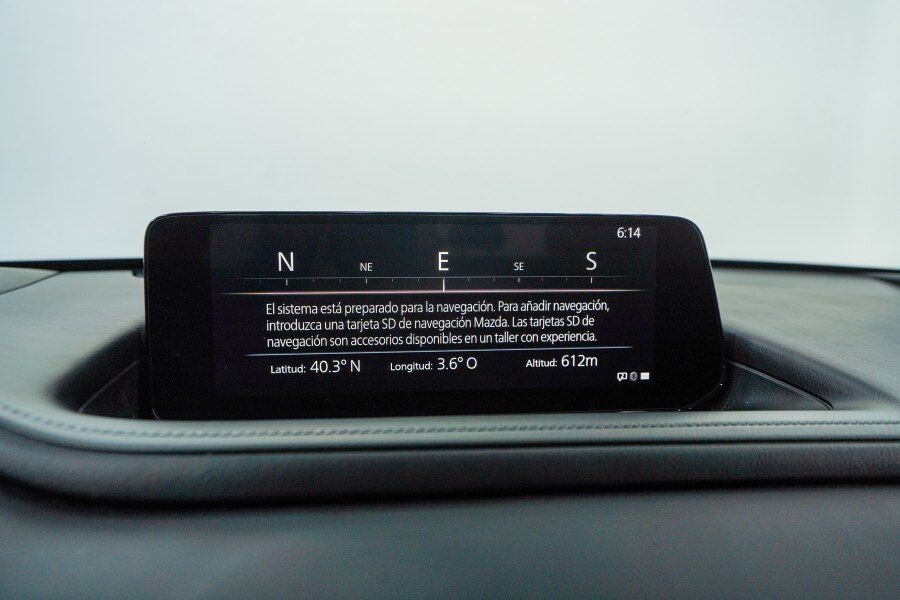 6:14
N NE E SE S
El sistema está preparado para la navegación. Para añadir navegación,
introduzca una tarjeta SD de navegación Mazda. Las tarjetas SD de
navegación son accesorios disponibles en un taller con experiencia.
Latitud: 40.3° N Longitud: 3.6° O Altitud: 612m